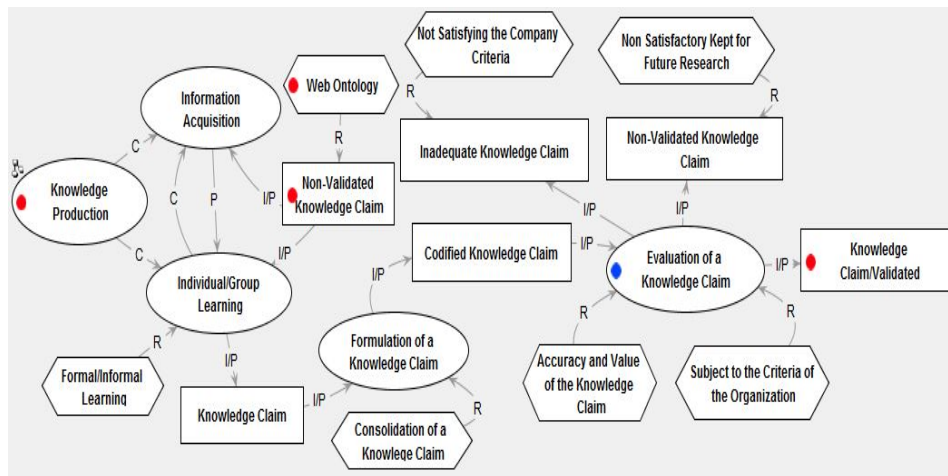 Not Satisfying the Company
Criteria
Non Satisfactory Kept for
Future Research
R
R
Web Ontology
Information
Acquisition
R
Inadequate Knowledge Claim
Non-Validated Knowledge
Claim
C
Knowledge
Production
C
P
I/P
Non-Validated
Knowledge Claim
I/P
I/P
C
I/P
Codified Knowledge Claim
I/P
Evaluation of a
Knowledge Claim
I/P
Knowledge
Claim/Validated
Individual/Group
Learning
I/P
R
R
R
Formulation of a
Knowledge Claim
Formal/Informal
Learning
I/P
Accuracy and Value
of the Knowledge
Claim
Subject to the Criteria of
the Organization
Knowledge Claim
I/P
R
Consolidation of a
Knowlege Claim